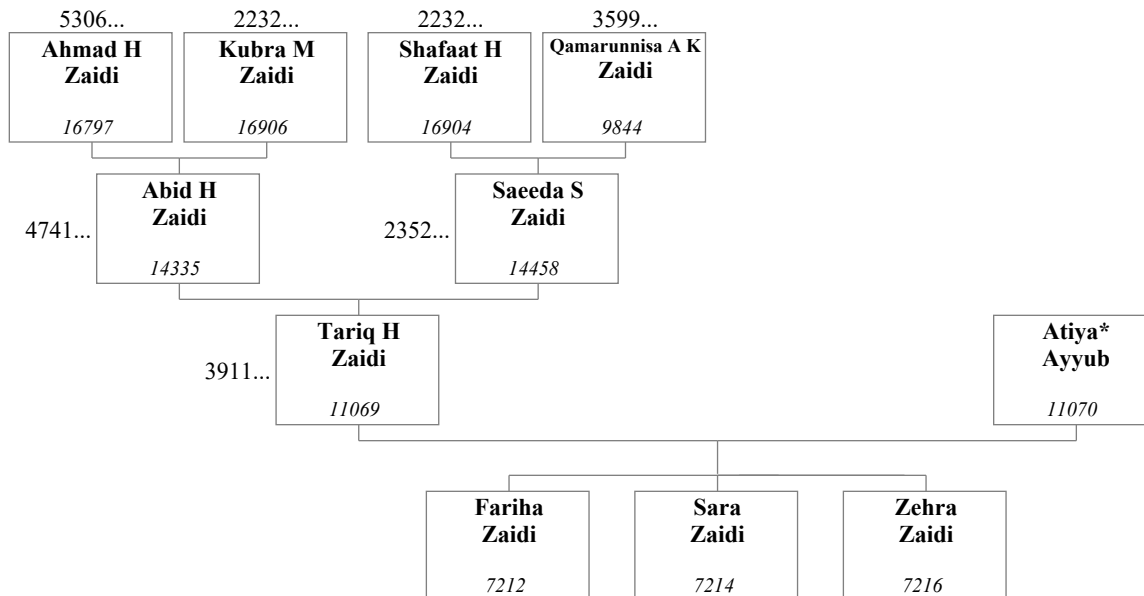 5306... 2232... 2232... 3599...
Ahmad H Kubra M Shafaat H Qamarunnisa A K
Zaidi Zaidi Zaidi Zaidi
16797 16906 16904 9844
Abid H Saeeda S
Zaidi Zaidi
4741... 2352...
14335 14458
Tariq H Atiya*
Zaidi Ayyub
3911...
11069 11070
Fariha Sara Zehra
Zaidi Zaidi Zaidi
7212 7214 7216